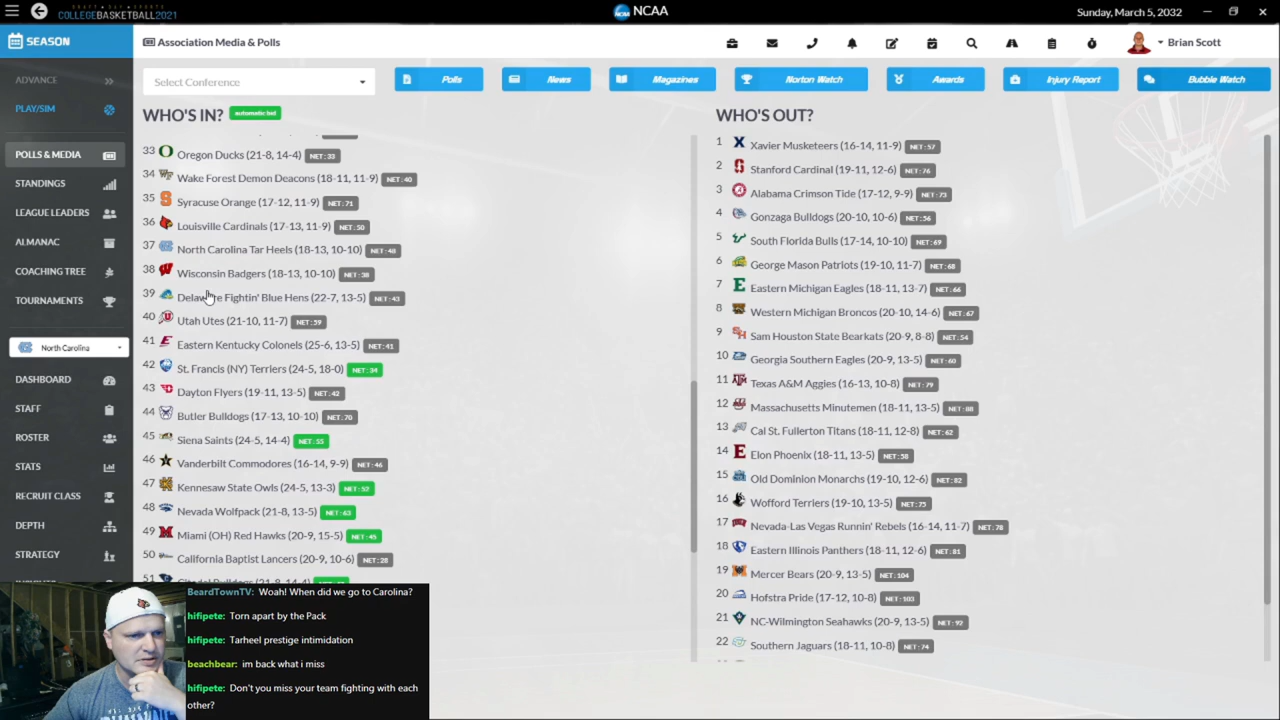 DRAFT DAY SPORTS
COLLEGEBASKETBALL2021
NCAA
Sunday, March 5, 2032
SEASON
Association Media & Polls
Brian Scott
ADVANCE
PLAY/SIM
POLLS & MEDIA
STANDINGS
LEAGUE LEADERS
ALMANAC
COACHING TREE
TOURNAMENTS
North Carolina
DASHBOARD
STAFF
ROSTER
STATS
RECRUIT CLASS
DEPTH
STRATEGY
Select Conference
Polls
News
Magazines
Norton Watch
Awards
Injury Report
Bubble Watch
WHO'S IN? automatic bid
33 Oregon Ducks (21-8, 14-4) NET:33
34 Wake Forest Demon Deacons (18-11, 11-9) NET:40
35 Syracuse Orange (17-12, 11-9) NET:71
36 Louisville Cardinals (17-13, 11-9) NET:50
37 North Carolina Tar Heels (18-13, 10-10) NET:48
38 Wisconsin Badgers (18-13, 10-10) NET:38
39 Delaware Fightin' Blue Hens (22-7, 13-5) NET:43
40 Utah Utes (21-10, 11-7) NET:59
41 Eastern Kentucky Colonels (25-6, 13-5) NET:41
42 St. Francis (NY) Terriers (24-5, 18-0) NET:34
43 Dayton Flyers (19-11, 13-5) NET:42
44 Butler Bulldogs (17-13, 10-10) NET:70
45 Siena Saints (24-5, 14-4) NET:55
46 Vanderbilt Commodores (16-14, 9-9) NET:46
47 Kennesaw State Owls (24-5, 13-3) NET:52
48 Nevada Wolfpack (21-8, 13-5) NET:63
49 Miami (OH) Red Hawks (20-9, 15-5) NET:45
50 California Baptist Lancers (20-9, 10-6) NET:28
51 Citadel Bulldogs (21-8, 14-4)
WHO'S OUT?
1 Xavier Musketeers (16-14, 11-9) NET:57
2 Stanford Cardinal (19-11, 12-6) NET:76
3 Alabama Crimson Tide (17-12, 9-9) NET:73
4 Gonzaga Bulldogs (20-10, 10-6) NET:56
5 South Florida Bulls (17-14, 10-10) NET:69
6 George Mason Patriots (19-10, 11-7) NET:68
7 Eastern Michigan Eagles (18-11, 13-7) NET:66
8 Western Michigan Broncos (20-10, 14-6) NET:67
9 Sam Houston State Bearkats (20-9, 8-8) NET:54
10 Georgia Southern Eagles (20-9, 13-5) NET:60
11 Texas A&M Aggies (16-13, 10-8) NET:79
12 Massachusetts Minutemen (18-11, 13-5) NET:88
13 Cal St. Fullerton Titans (18-11, 12-8) NET:62
14 Elon Phoenix (18-11, 13-5) NET:58
15 Old Dominion Monarchs (19-10, 12-6) NET:82
16 Wofford Terriers (19-10, 13-5) NET:75
17 Nevada-Las Vegas Runnin' Rebels (16-14, 11-7) NET:78
18 Eastern Illinois Panthers (18-11, 12-6) NET:81
19 Mercer Bears (20-9, 13-5) NET:104
20 Hofstra Pride (17-12, 10-8) NET:103
21 NC-Wilmington Seahawks (20-9, 13-5) NET:92
22 Southern Jaguars (18-11, 10-8) NET:74
BeardTownTV: Woah! When did we go to Carolina?
hifipete: Torn apart by the Pack
hifipete: Tarheel prestige intimidation
beachbear: im back what i miss
hifipete: Don't you miss your team fighting with each
other?